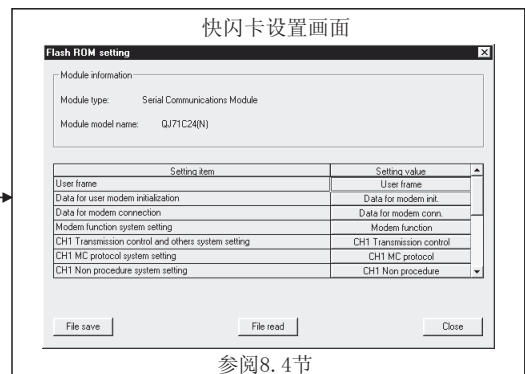 快闪卡设置画面
Flash ROM setting
Module information
Module type: Serial Communications Module
Module model name: QJ71C24(N)
Setting item Setting value
User frame User frame
Data for user modem initialization Data for modem init.
Data for modem connection Data for modem conn.
Modem function system setting Modem function
CH1 Transmission control and others system setting CH1 Transmission control
CH1 MC protocol system setting CH1 MC protocol
CH1 Non procedure system setting CH1 Non procedure
File save File read Close
参阅8.4节